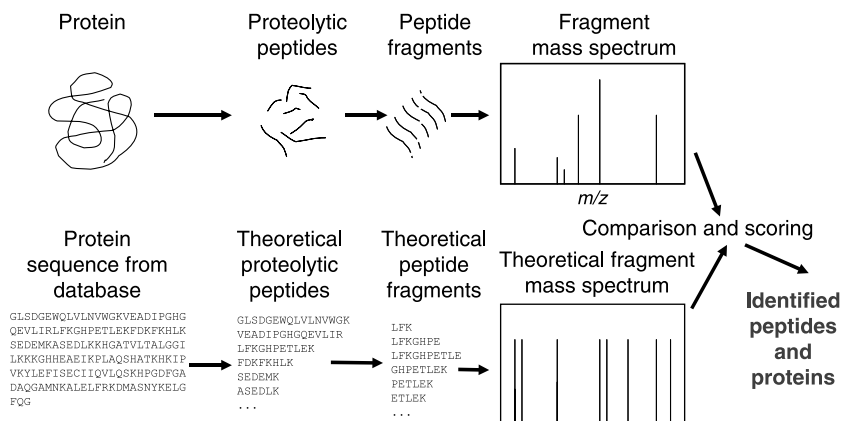 Protein
Proteolytic
peptides
Peptide
fragments
Fragment
mass spectrum
m/z
Comparison and scoring
Protein
sequence from
database
GLSDGEWQLVLNVWGKVEADIPGHG
QEVLIRLFKGHPETLEKFDKFKHLK
SEDEMKASEDLKKHGATVLTALGGI
LKKKGHHEAEIKPLAQSHATKHKIP
VKYLEFISECIIQVLQSKHPGDFGA
DAQGAMNKALELFRKDMASNYKELG
FQG
Theoretical
proteolytic
peptides
GLSDGEWQLVLNVWGK
VEADIPGHGQEVLIR
LFKGHPETLEK
FDKFKHLK
SEDEMK
ASEDLK
...
Theoretical
peptide
fragments
LFK
LFKGHPE
LFKGHPETLE
GHPETLEK
PETLEK
ETLEK
...
Theoretical fragment
mass spectrum
Identified
peptides
and
proteins